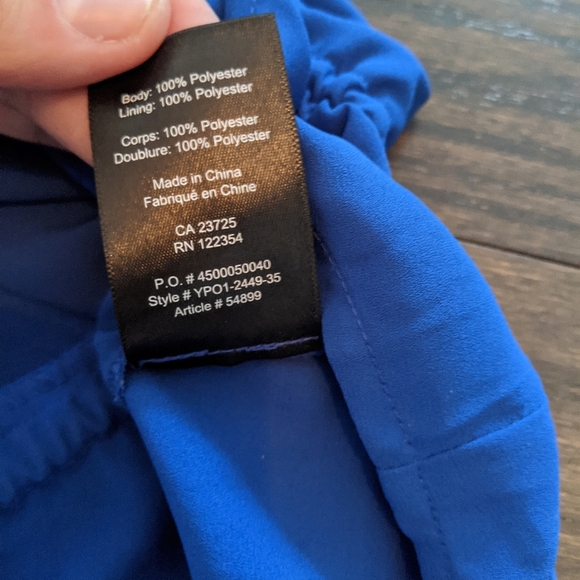 Body: 100% Polyester
Lining: 100% Polyester
Corps: 100% Polyester
Doublure: 100% Polyester
Made in China
Fabriqué en Chine
CA 23725
RN 122354
P.O. # 4500050040
Style # YPO1-2449-35
Article # 54899